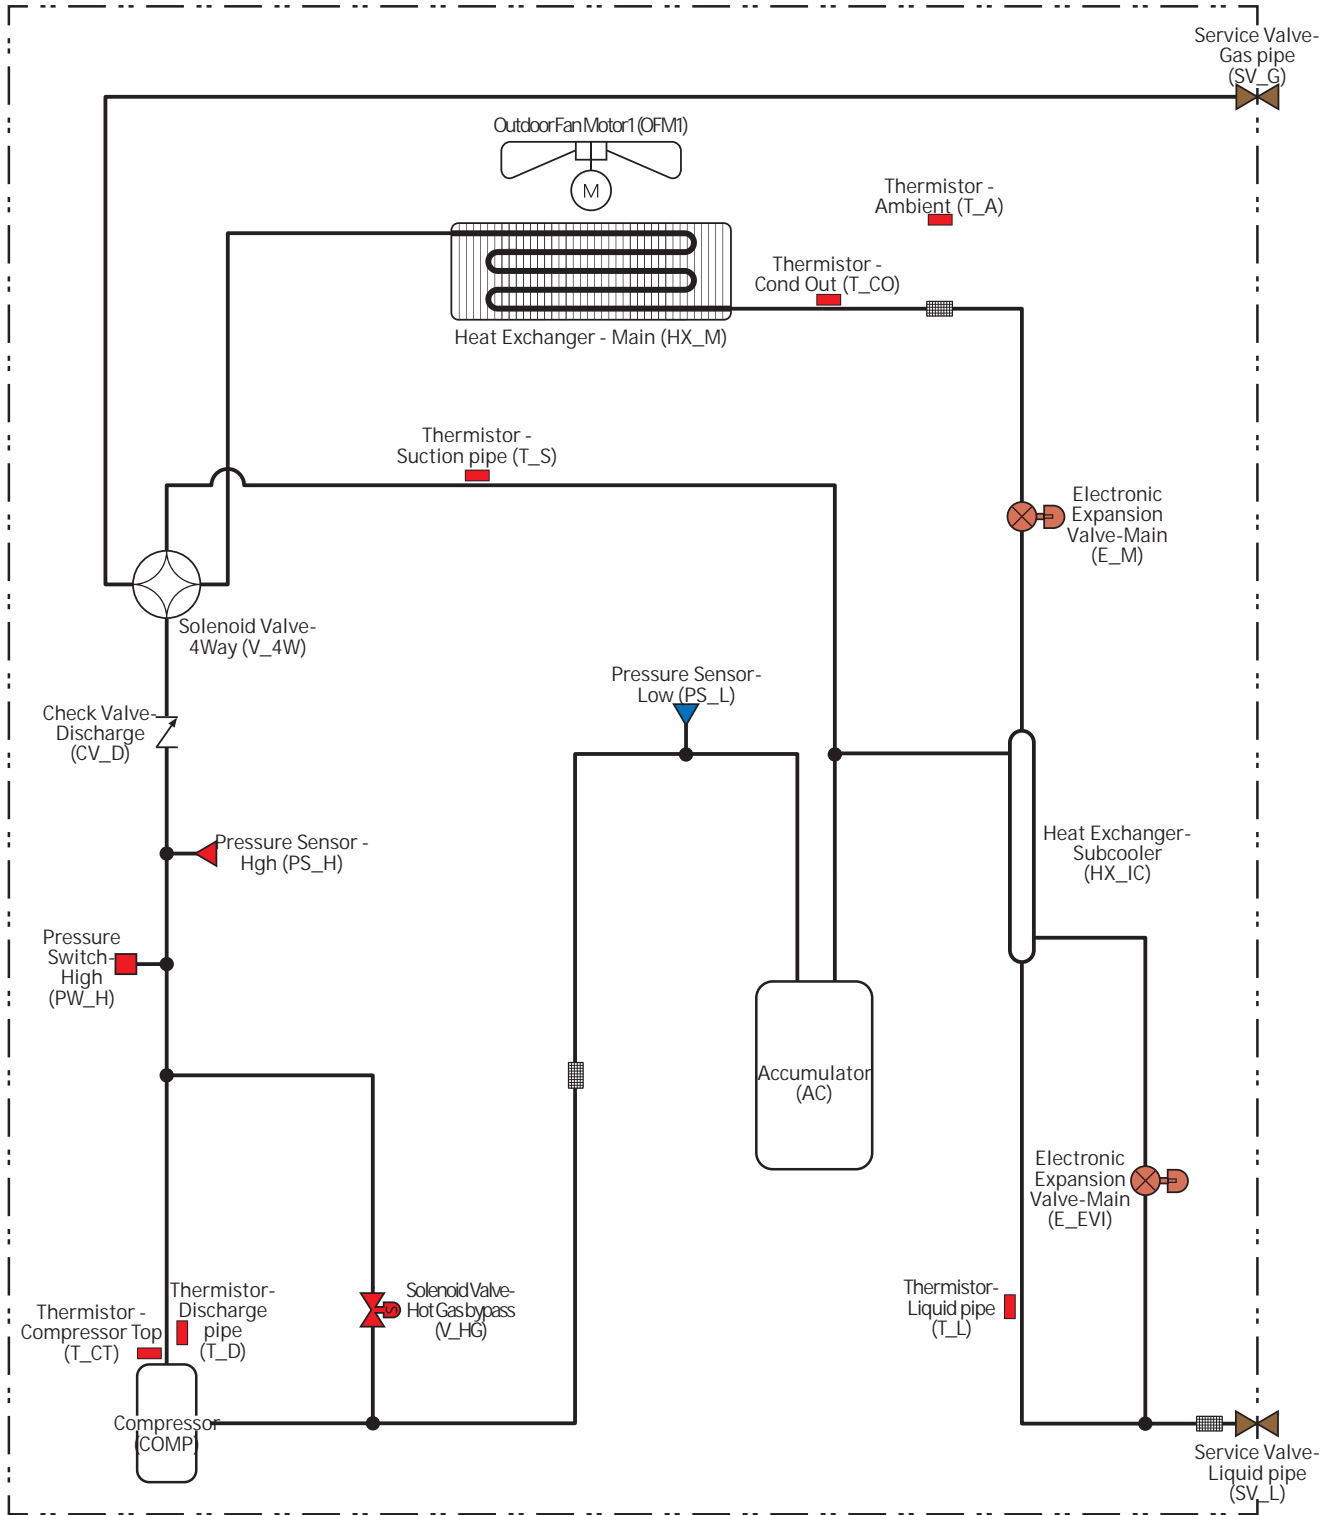 Service Valve-
Gas pipe
(SV_G)
OutdoorFanMotor1 (OFM1)
M
Thermistor -
Ambient (T_A)
Thermistor -
Cond Out (T_CO)
Heat Exchanger - Main (HX_M)
Thermistor -
Suction pipe (T_S)
Electronic
Expansion
Valve-Main
(E_M)
Solenoid Valve-
4Way (V_4W)
Pressure Sensor-
Low (PS_L)
Check Valve-
Discharge
(CV_D)
Pressure Sensor -
Hgh (PS_H)
Heat Exchanger-
Subcooler
(HX_IC)
Pressure
Switch-
High
(PW_H)
Accumulator
(AC)
Electronic
Expansion
Valve-Main
(E_EVI)
Thermistor-
Discharge
pipe
(T_D)
Solenoid Valve-
Hot Gas bypass
(V_HG)
S
Thermistor-
Liquid pipe
(T_L)
Thermistor -
Compressor Top
(T_CT)
Compressor
(COMP)
Service Valve-
Liquid pipe
(SV_L)